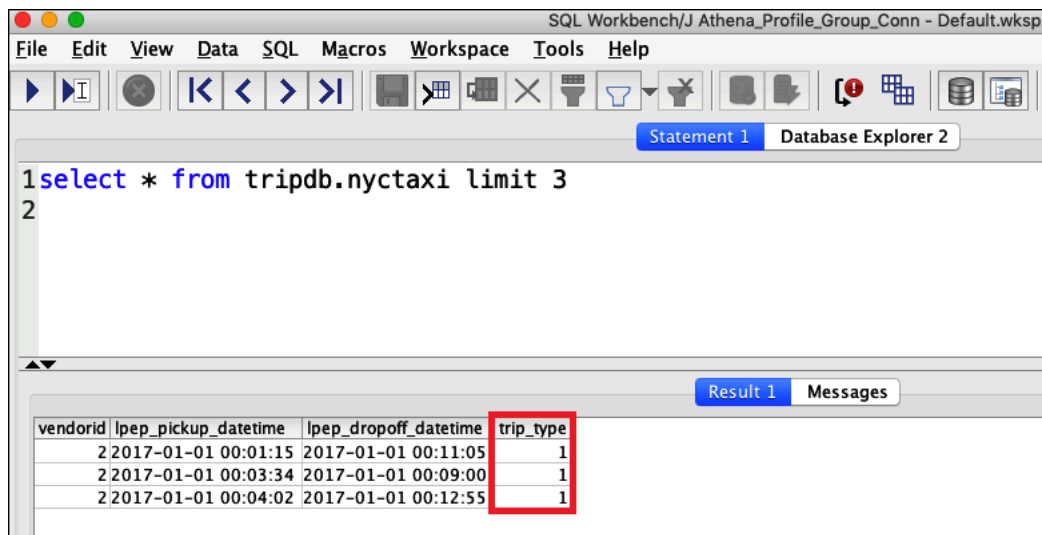 SQL Workbench/J Athena_Profile_Group_Conn - Default.wksp
File Edit View Data SQL Macros Workspace Tools Help
Statement 1 Database Explorer 2
1 select * from tripdb.nyctaxi limit 3
2
Result 1 Messages
vendorid lpep_pickup_datetime lpep_dropoff_datetime trip_type
2 2017-01-01 00:01:15 2017-01-01 00:11:05 1
2 2017-01-01 00:03:34 2017-01-01 00:09:00 1
2 2017-01-01 00:04:02 2017-01-01 00:12:55 1